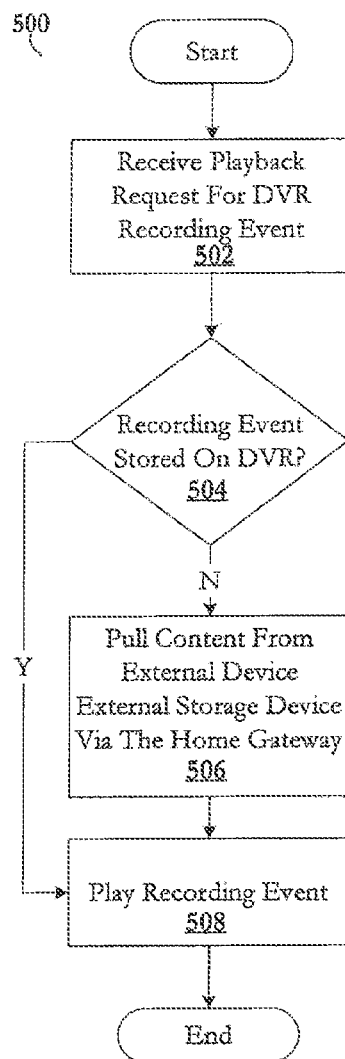 500
Start
Receive Playback
Request For DVR
Recording Event
502
Recording Event
Stored On DVR?
504
N
Y
Pull Content From
External Device
External Storage Device
Via The Home Gateway
506
Play Recording Event
508
End